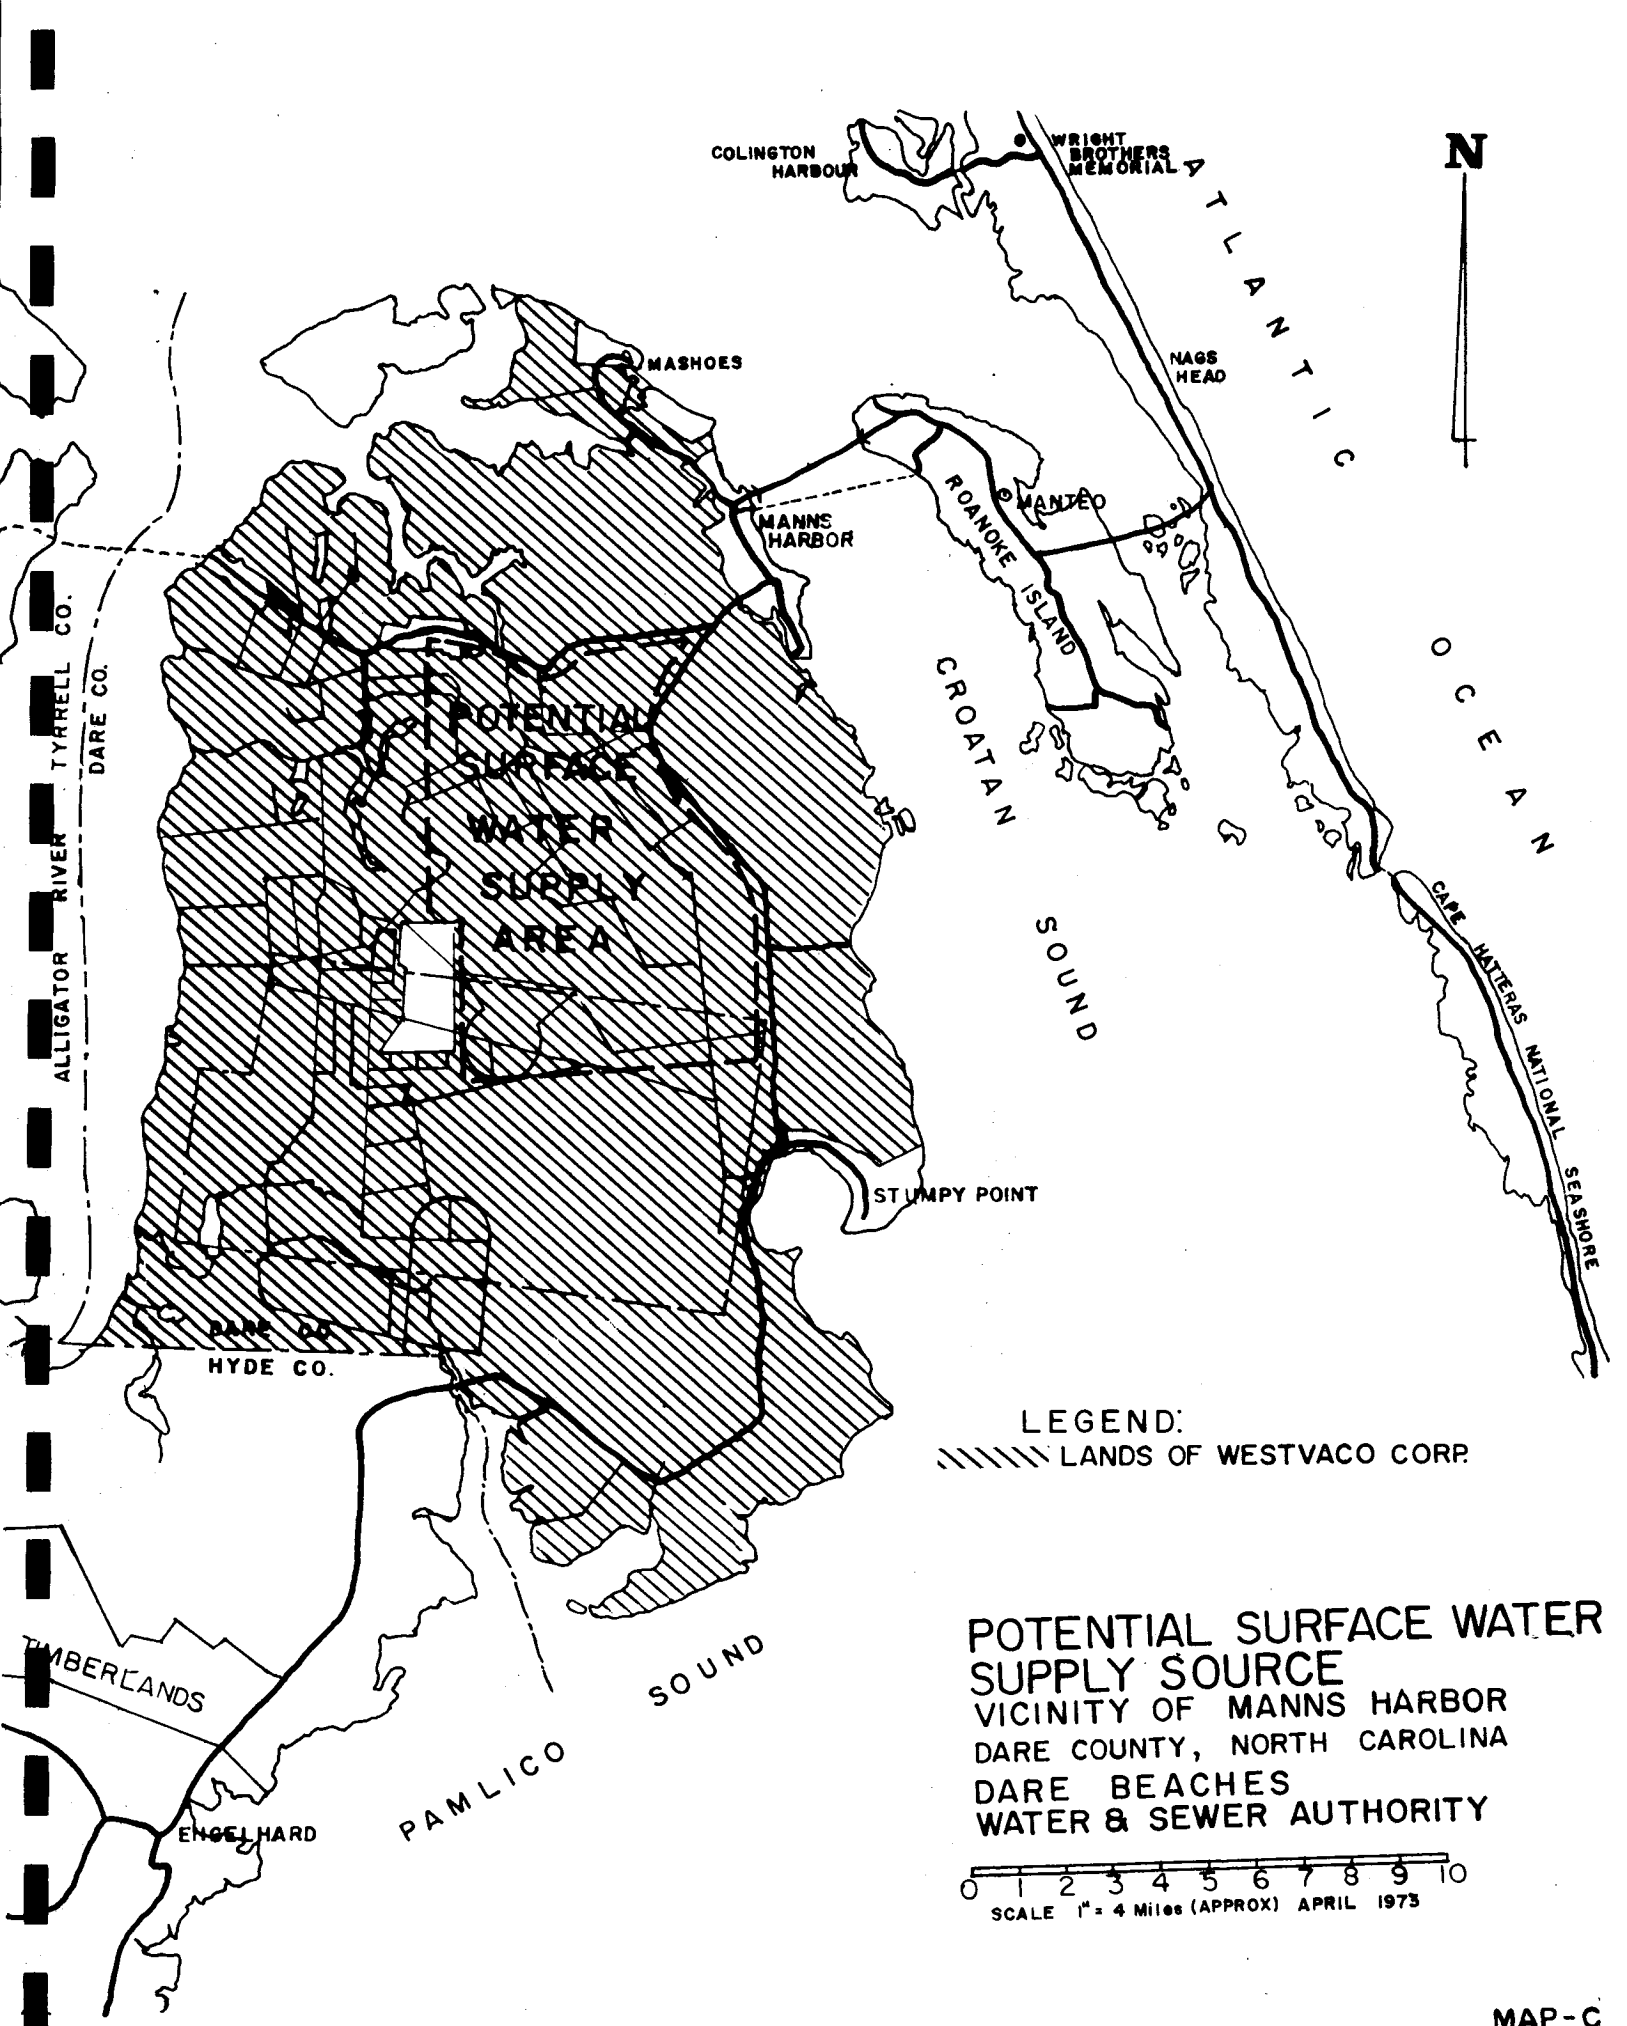 COLINGTON
HARBOUR
WRIGHT
BROTHERS
MEMORIAL
N
ATLANTIC
OCEAN
MASHOES
NAGS
HEAD
MANNS
HARBOR
ROANOKE ISLAND
MANTEO
CROATAN
SOUND
ALLIGATOR RIVER
TYRRELL CO.
DARE CO.
POTENTIAL
SURFACE
WATER
SUPPLY
AREA
CAPE HATTERAS NATIONAL SEASHORE
STUMPY POINT
DARE CO.
HYDE CO.
LEGEND:
LANDS OF WESTVACO CORP.
TIMBERLANDS
PAMLICO SOUND
ENGELHARD
POTENTIAL SURFACE WATER
SUPPLY SOURCE
VICINITY OF MANNS HARBOR
DARE COUNTY, NORTH CAROLINA
DARE BEACHES
WATER & SEWER AUTHORITY
0 1 2 3 4 5 6 7 8 9 10
SCALE 1" = 4 Miles (APPROX) APRIL 1973
MAP-C